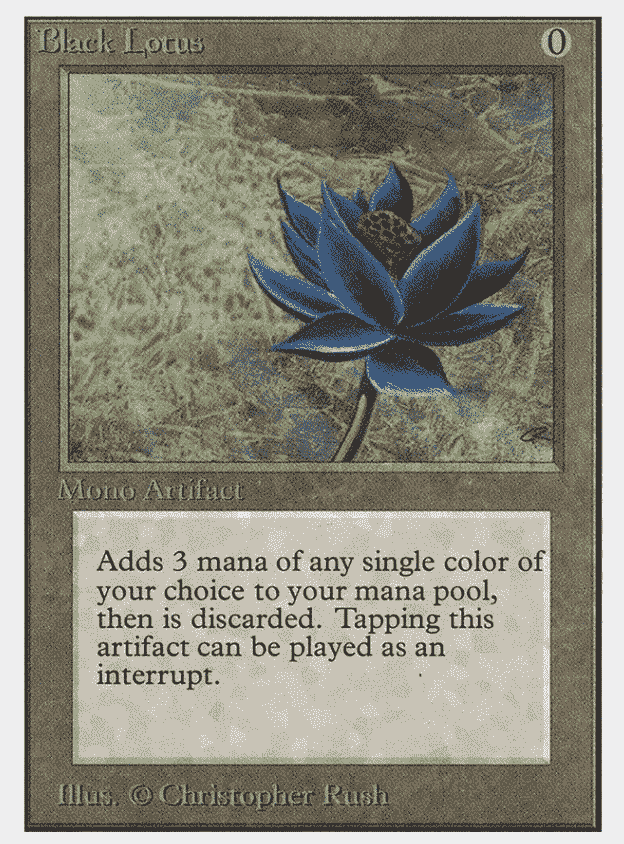 Black Lotus
0
Mono Artifact
Adds 3 mana of any single color of
your choice to your mana pool,
then is discarded. Tapping this
artifact can be played as an
interrupt.
Illus. © Christopher Rush